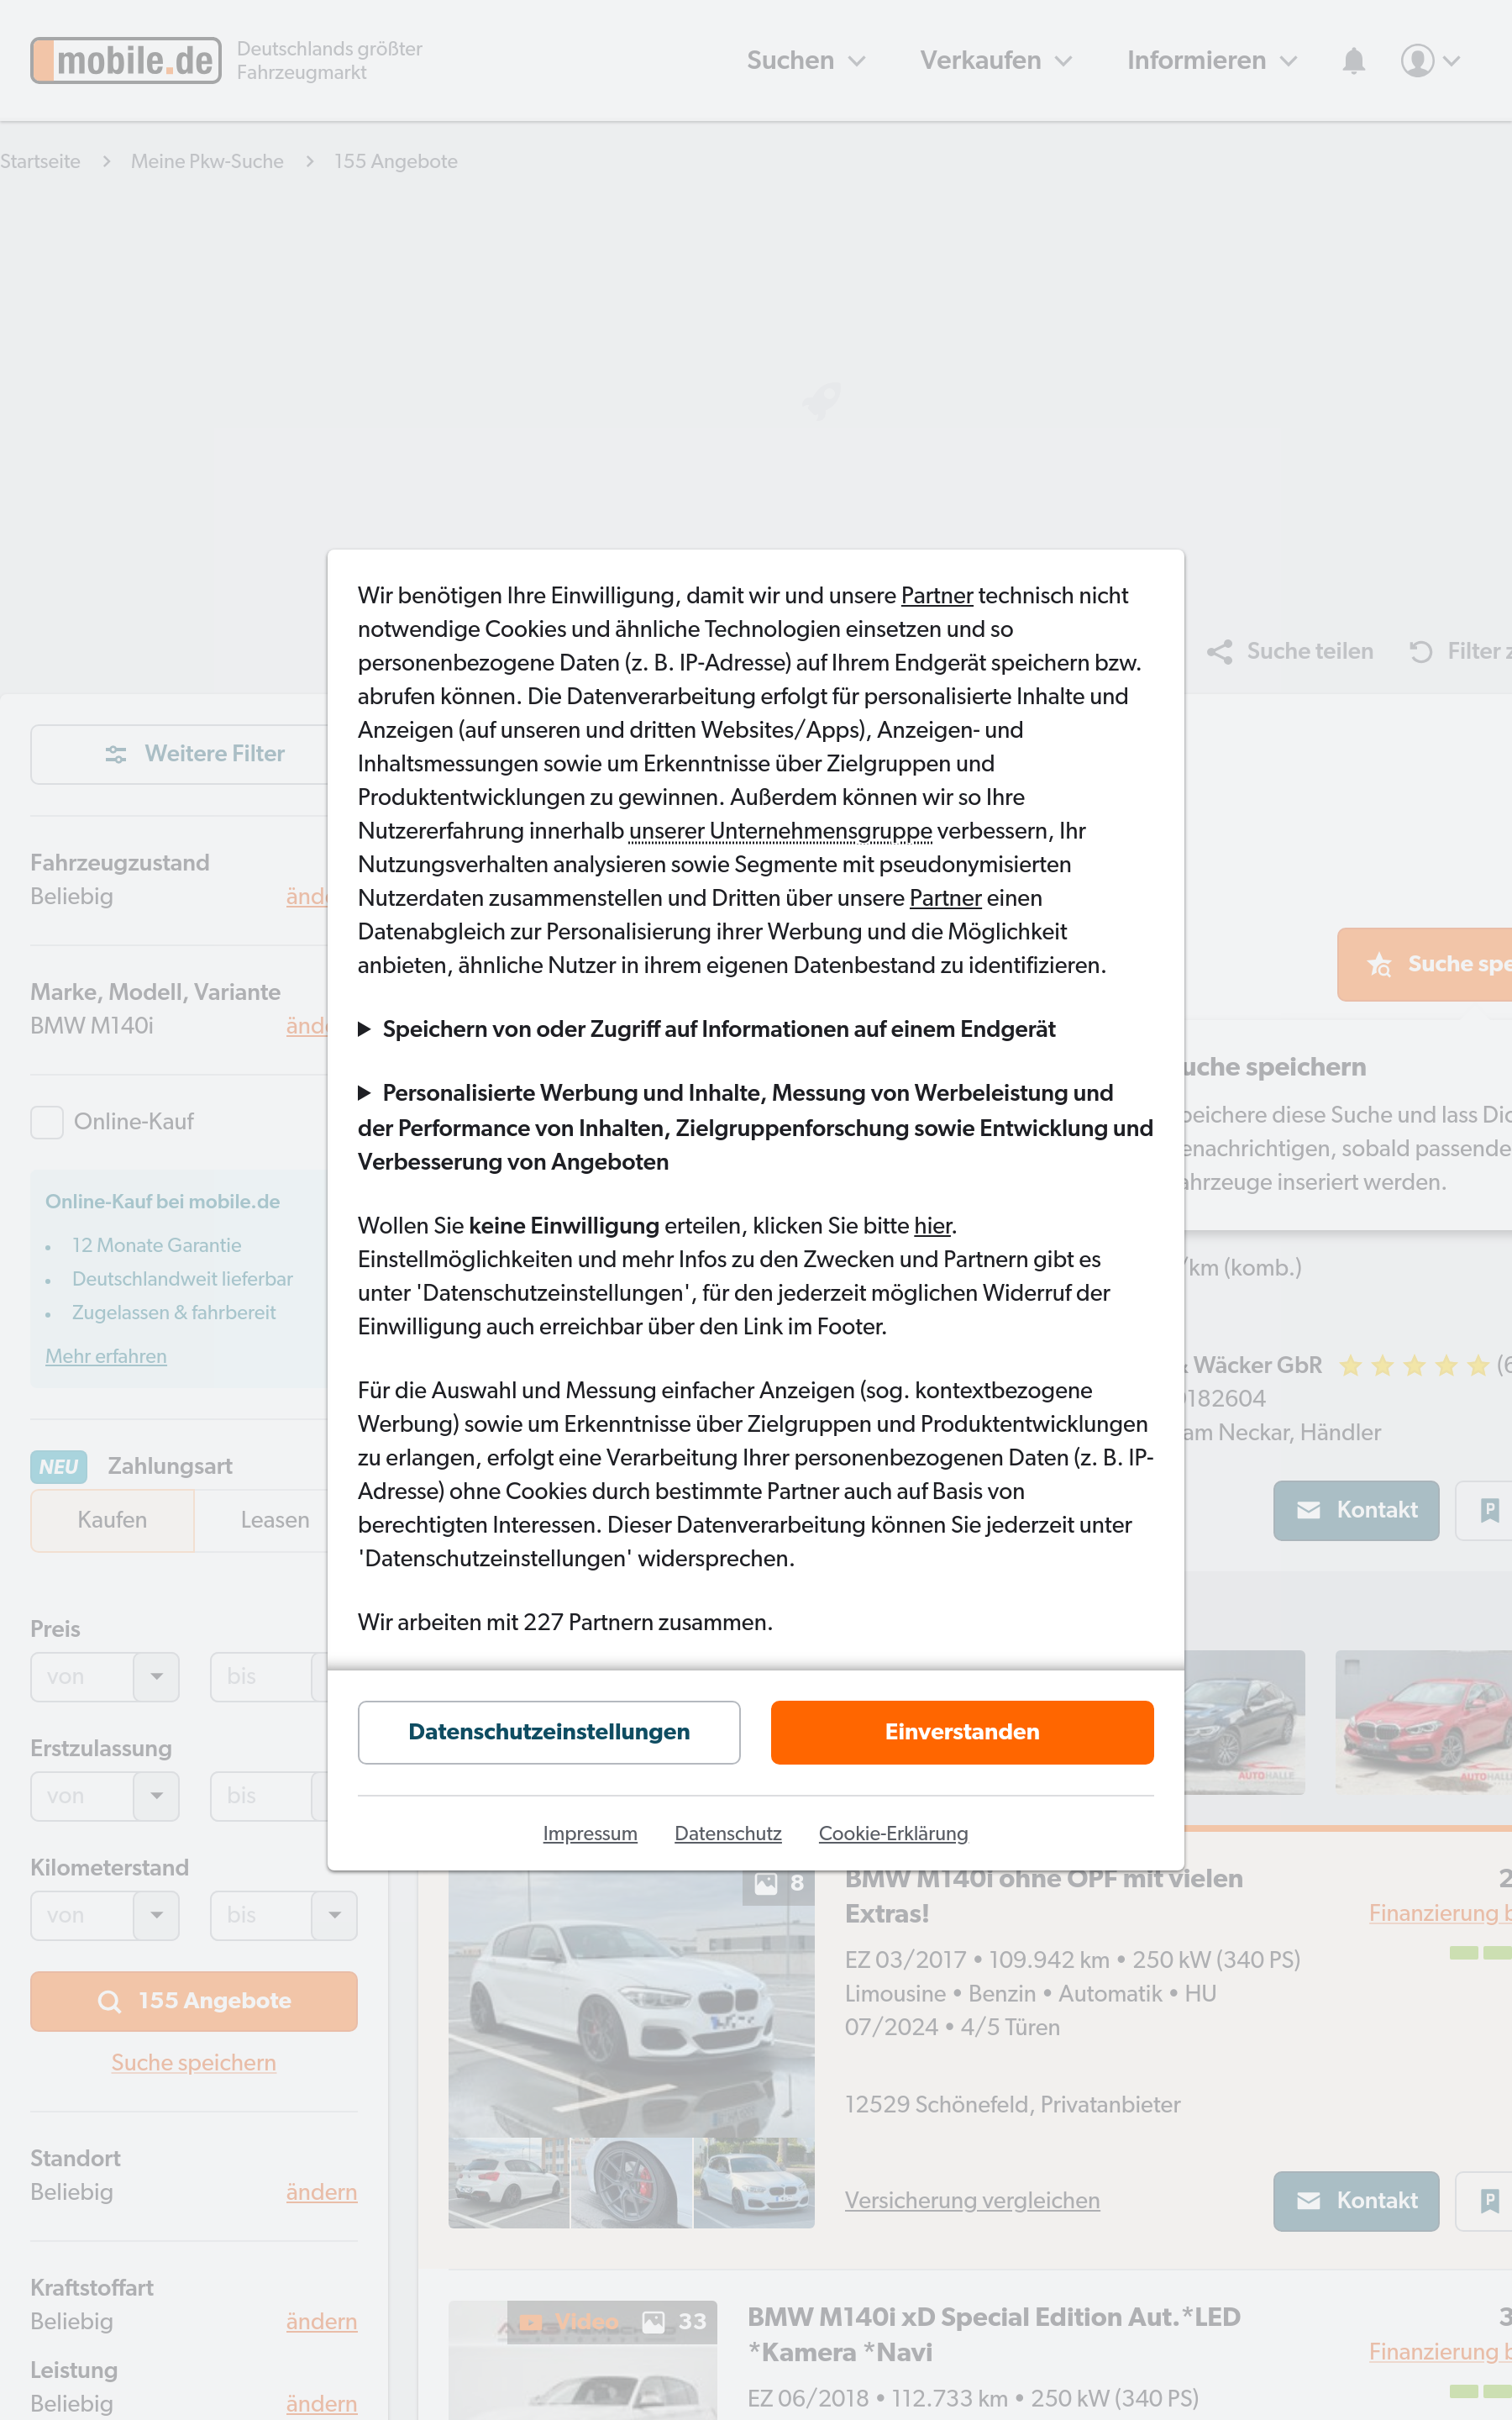 mobile.de
Deutschlands größter
Fahrzeugmarkt
Suchen
Verkaufen
Informieren
Startseite
Meine Pkw-Suche
155 Angebote
Suche teilen
Filter
Weitere Filter
Fahrzeugzustand
Beliebig
Marke, Modell, Variante
BMW M140i
Online-Kauf
Online-Kauf bei mobile.de
• 12 Monate Garantie
• Deutschlandweit lieferbar
• Zugelassen & fahrbereit
Mehr erfahren
NEU Zahlungsart
Kaufen
Leasen
Preis
von
bis
Erstzulassung
von
bis
Kilometerstand
von
bis
155 Angebote
Suche speichern
Standort
Beliebig
ändern
Kraftstoffart
Beliebig
ändern
Leistung
Beliebig
ändern
Wir benötigen Ihre Einwilligung, damit wir und unsere Partner technisch nicht
notwendige Cookies und ähnliche Technologien einsetzen und so
personenbezogene Daten (z. B. IP-Adresse) auf Ihrem Endgerät speichern bzw.
abrufen können. Die Datenverarbeitung erfolgt für personalisierte Inhalte und
Anzeigen (auf unseren und dritten Websites/Apps), Anzeigen- und
Inhaltsmessungen sowie um Erkenntnisse über Zielgruppen und
Produktentwicklungen zu gewinnen. Außerdem können wir so Ihre
Nutzererfahrung innerhalb unserer Unternehmensgruppe verbessern, Ihr
Nutzungsverhalten analysieren sowie Segmente mit pseudonymisierten
Nutzerdaten zusammenstellen und Dritten über unsere Partner einen
Datenabgleich zur Personalisierung ihrer Werbung und die Möglichkeit
anbieten, ähnliche Nutzer in ihrem eigenen Datenbestand zu identifizieren.
Speichern von oder Zugriff auf Informationen auf einem Endgerät
Personalisierte Werbung und Inhalte, Messung von Werbeleistung und
der Performance von Inhalten, Zielgruppenforschung sowie Entwicklung und
Verbesserung von Angeboten
Wollen Sie keine Einwilligung erteilen, klicken Sie bitte hier.
Einstellmöglichkeiten und mehr Infos zu den Zwecken und Partnern gibt es
unter 'Datenschutzeinstellungen', für den jederzeit möglichen Widerruf der
Einwilligung auch erreichbar über den Link im Footer.
Für die Auswahl und Messung einfacher Anzeigen (sog. kontextbezogene
Werbung) sowie um Erkenntnisse über Zielgruppen und Produktentwicklungen
zu erlangen, erfolgt eine Verarbeitung Ihrer personenbezogenen Daten (z. B. IP-
Adresse) ohne Cookies durch bestimmte Partner auch auf Basis von
berechtigten Interessen. Dieser Datenverarbeitung können Sie jederzeit unter
'Datenschutzeinstellungen' widersprechen.
Wir arbeiten mit 227 Partnern zusammen.
Datenschutzeinstellungen
Einverstanden
Impressum
Datenschutz
Cookie-Erklärung
Suche
speichern
diese Suche und lass
sobald passende
inseriert werden.
/km (komb.)
& Wäcker GbR
182604
am Neckar, Händler
Kontakt
AUTOHALLE
8
BMW M140i ohne OPF mit vielen
Extras!
Finanzierung
EZ 03/2017 • 109.942 km • 250 kW (340 PS)
Limousine • Benzin • Automatik • HU
07/2024 • 4/5 Türen
12529 Schönefeld, Privatanbieter
Versicherung vergleichen
Kontakt
Video
33
BMW M140i xD Special Edition Aut.*LED
*Kamera *Navi
Finanzierung
EZ 06/2018 • 112.733 km • 250 kW (340 PS)